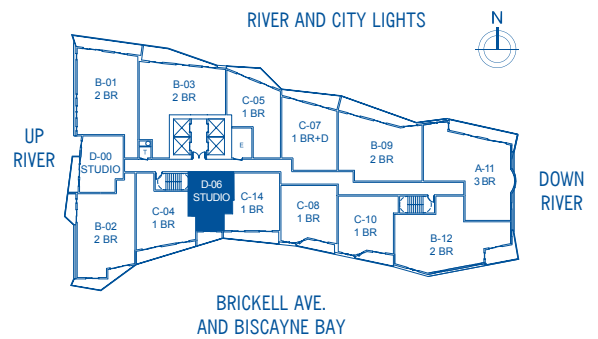 RIVER AND CITY LIGHTS
N
B-01
2 BR
B-03
2 BR
C-05
1 BR
C-07
1 BR+D
B-09
2 BR
A-11
3 BR
UP
RIVER
D-00
STUDIO
T
E
D-06
STUDIO
DOWN
RIVER
B-02
2 BR
C-04
1 BR
C-14
1 BR
C-08
1 BR
C-10
1 BR
B-12
2 BR
BRICKELL AVE.
AND BISCAYNE BAY